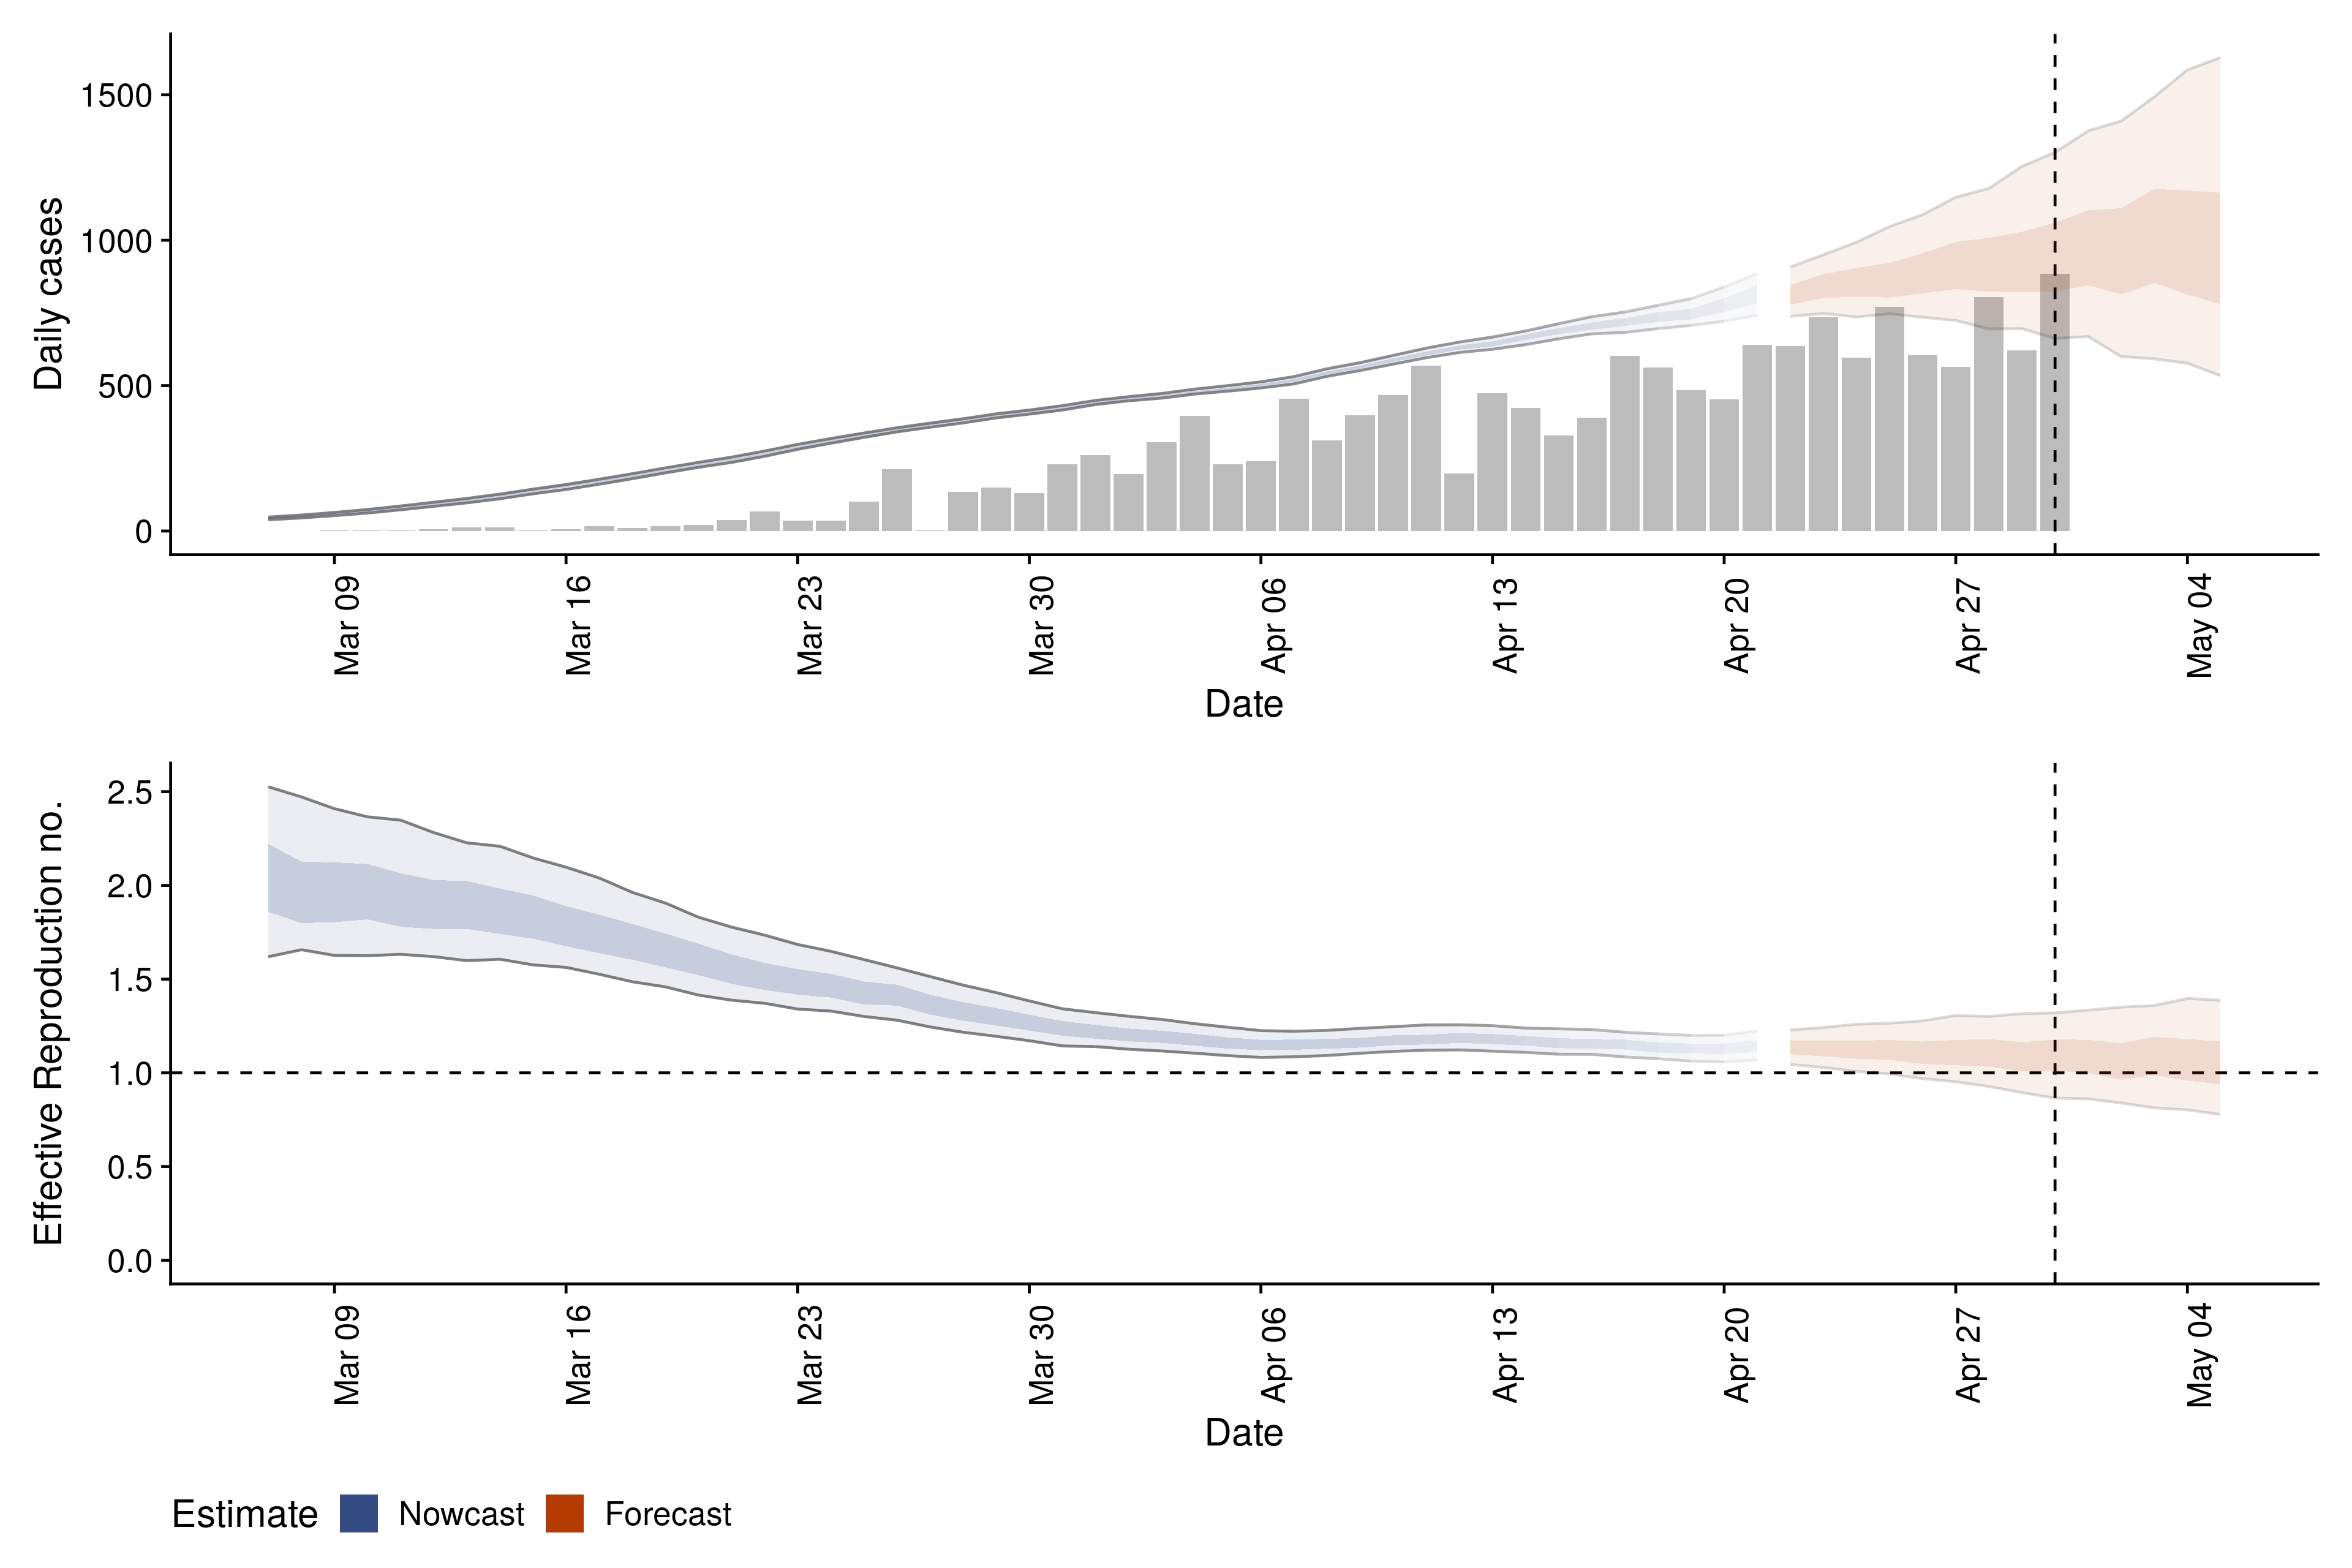 Daily cases
1500
1000
500
0
Mar 09
Mar 16
Mar 23
Mar 30
Apr 06
Apr 13
Apr 20
Apr 27
May 04
Date
Effective Reproduction no.
2.5
2.0
1.5
1.0
0.5
0.0
Mar 09
Mar 16
Mar 23
Mar 30
Apr 06
Apr 13
Apr 20
Apr 27
May 04
Date
Estimate Nowcast Forecast